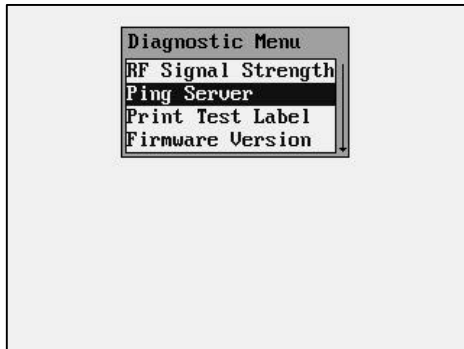 Diagnostic Menu
RF Signal Strength
Ping Server
Print Test Label
Firmware Version